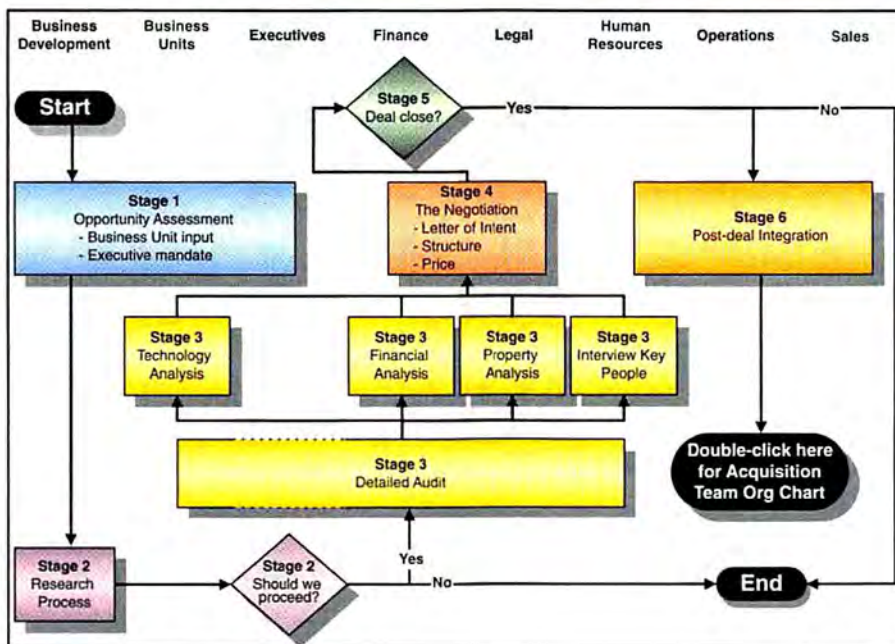 Business Development
Business Units
Executives
Finance
Legal
Human Resources
Operations
Sales
Start
Stage 5
Deal close?
Yes
No
Stage 1
Opportunity Assessment
- Business Unit input
- Executive mandate
Stage 4
The Negotiation
- Letter of Intent
- Structure
- Price
Stage 6
Post-deal Integration
Stage 3
Technology
Analysis
Stage 3
Financial
Analysis
Stage 3
Property
Analysis
Stage 3
Interview Key
People
Stage 3
Detailed Audit
Double-click here
for Acquisition
Team Org Chart
Stage 2
Research
Process
Stage 2
Should we
proceed?
Yes
No
End